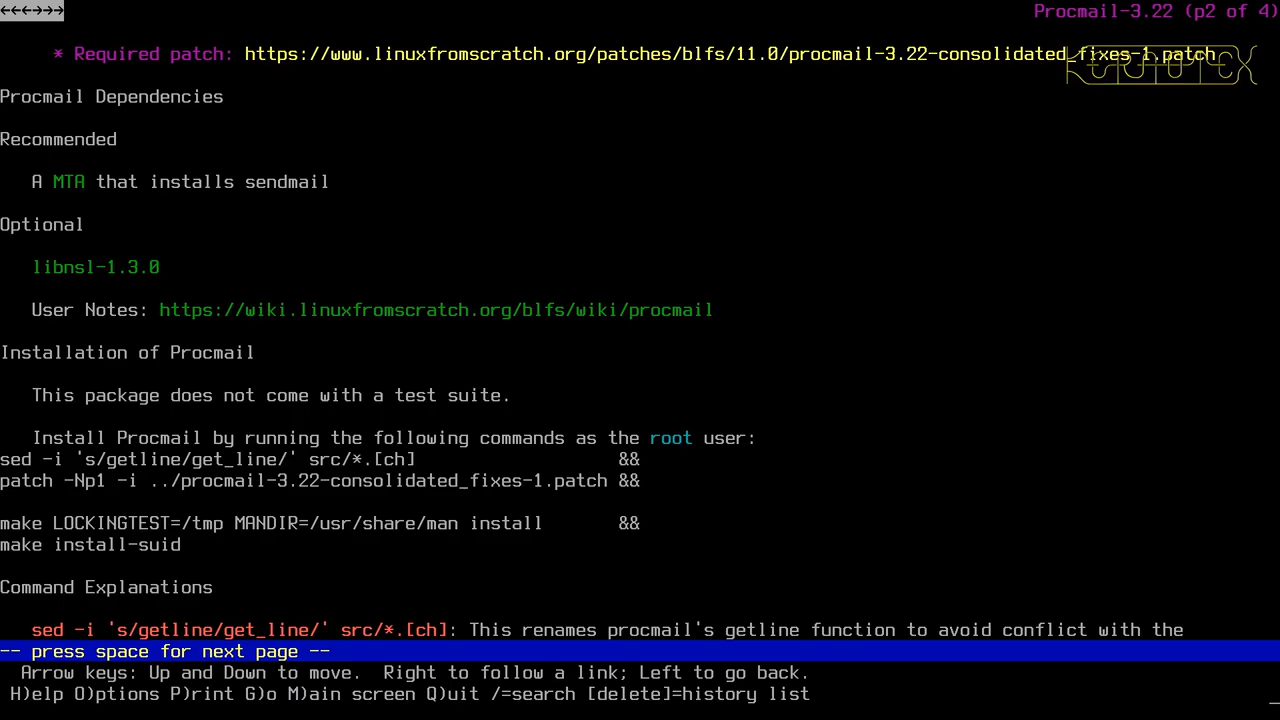 ←←←→→→ Procmail-3.22 (p2 of 4)
* Required patch: https://www.linuxfromscratch.org/patches/blfs/11.0/procmail-3.22-consolidated_fixes-1.patch
Procmail Dependencies
Recommended
A MTA that installs sendmail
Optional
libnsl-1.3.0
User Notes: https://wiki.linuxfromscratch.org/blfs/wiki/procmail
Installation of Procmail
This package does not come with a test suite.
Install Procmail by running the following commands as the root user:
sed -i 's/getline/get_line/' src/*.[ch] &&
patch -Np1 -i ../procmail-3.22-consolidated_fixes-1.patch &&
make LOCKINGTEST=/tmp MANDIR=/usr/share/man install &&
make install-suid
Command Explanations
sed -i 's/getline/get_line/' src/*.[ch]: This renames procmail's getline function to avoid conflict with the
-- press space for next page --
Arrow keys: Up and Down to move. Right to follow a link; Left to go back.
H)elp O)ptions P)rint G)o M)ain screen Q)uit /=search [delete]=history list